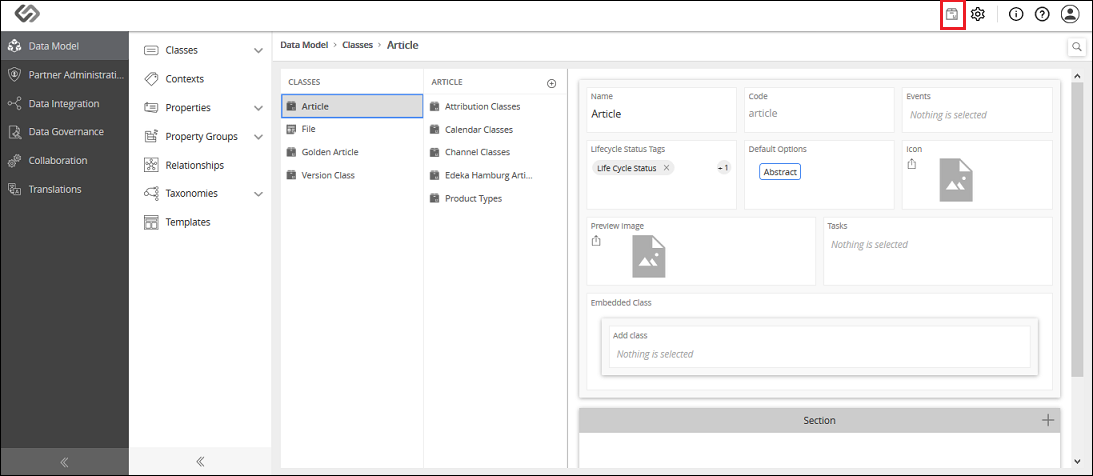 Data Model
Partner Administrati...
Data Integration
Data Governance
Collaboration
Translations
Classes
Contexts
Properties
Property Groups
Relationships
Taxonomies
Templates
Data Model > Classes > Article
CLASSES
Article
File
Golden Article
Version Class
ARTICLE
Attribution Classes
Calendar Classes
Channel Classes
Edeka Hamburg Arti...
Product Types
Name
Article
Code
article
Events
Nothing is selected
Lifecycle Status Tags
Life Cycle Status ×
+ 1
Default Options
Abstract
Icon
Preview Image
Tasks
Nothing is selected
Embedded Class
Add class
Nothing is selected
Section